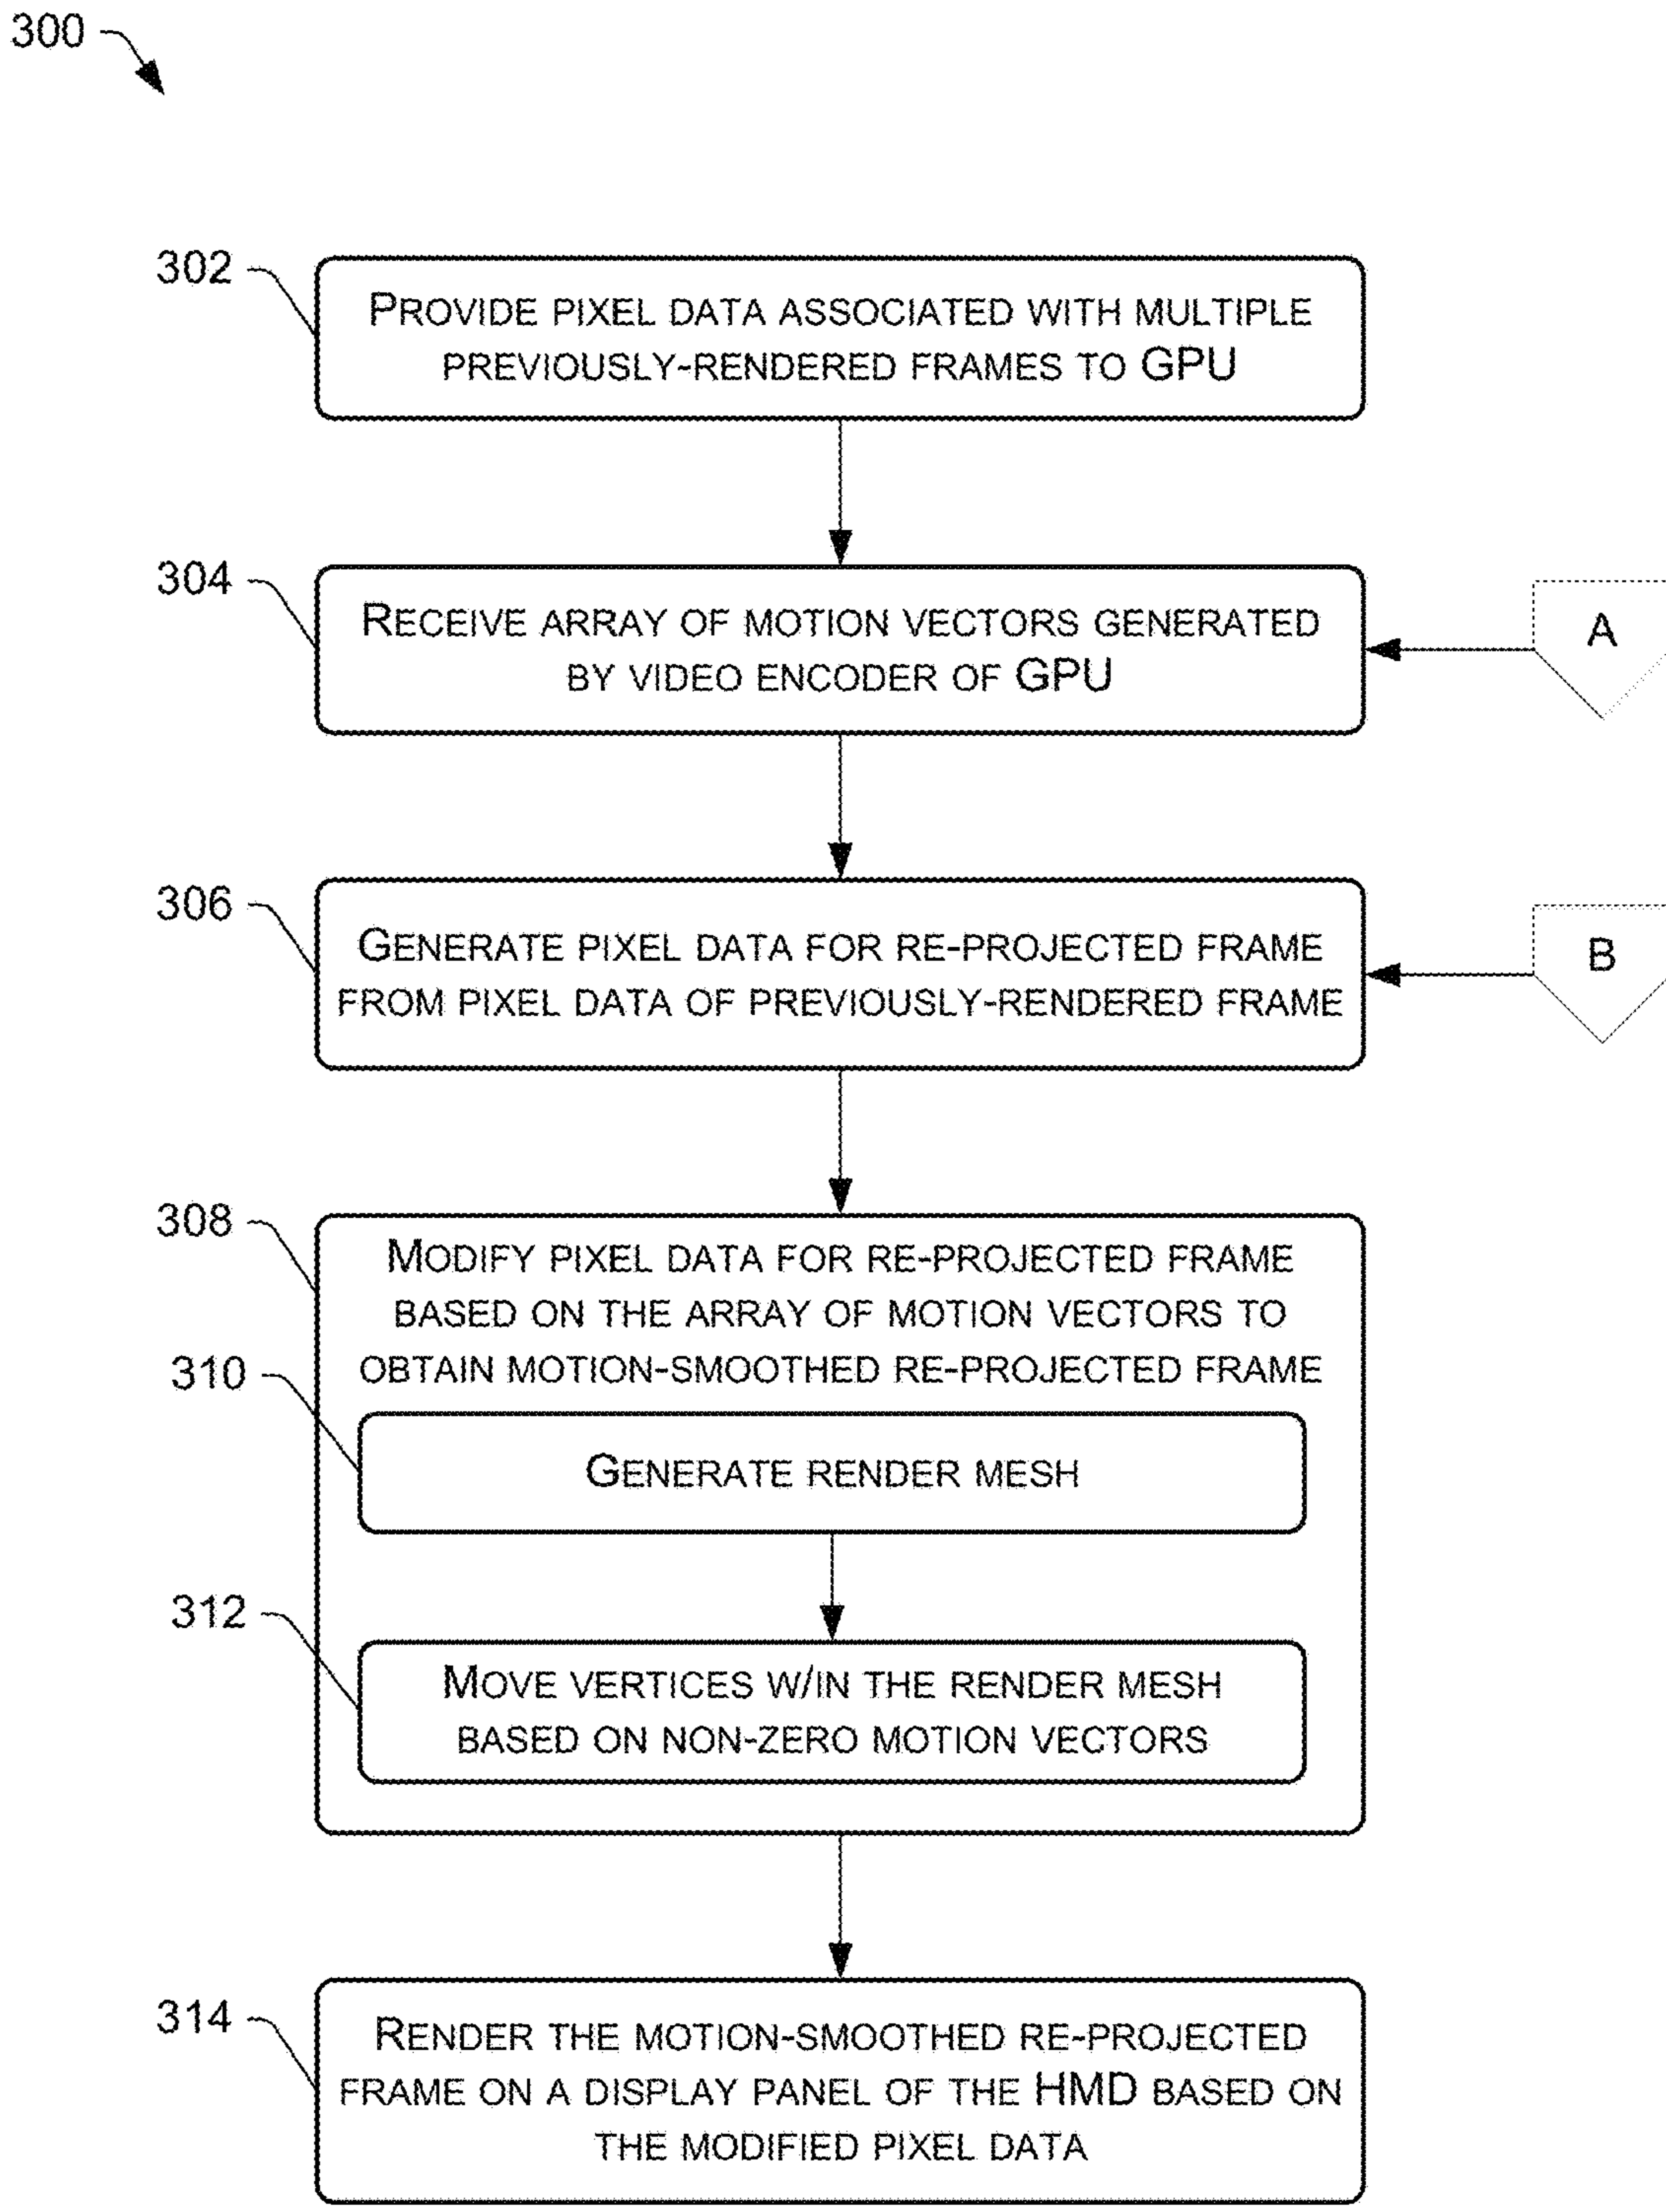 300
302
PROVIDE PIXEL DATA ASSOCIATED WITH MULTIPLE
PREVIOUSLY-RENDERED FRAMES TO GPU
304
RECEIVE ARRAY OF MOTION VECTORS GENERATED
BY VIDEO ENCODER OF GPU
A
306
GENERATE PIXEL DATA FOR RE-PROJECTED FRAME
FROM PIXEL DATA OF PREVIOUSLY-RENDERED FRAME
B
308
MODIFY PIXEL DATA FOR RE-PROJECTED FRAME
BASED ON THE ARRAY OF MOTION VECTORS TO
OBTAIN MOTION-SMOOTHED RE-PROJECTED FRAME
310
GENERATE RENDER MESH
312
MOVE VERTICES W/IN THE RENDER MESH
BASED ON NON-ZERO MOTION VECTORS
314
RENDER THE MOTION-SMOOTHED RE-PROJECTED
FRAME ON A DISPLAY PANEL OF THE HMD BASED ON
THE MODIFIED PIXEL DATA